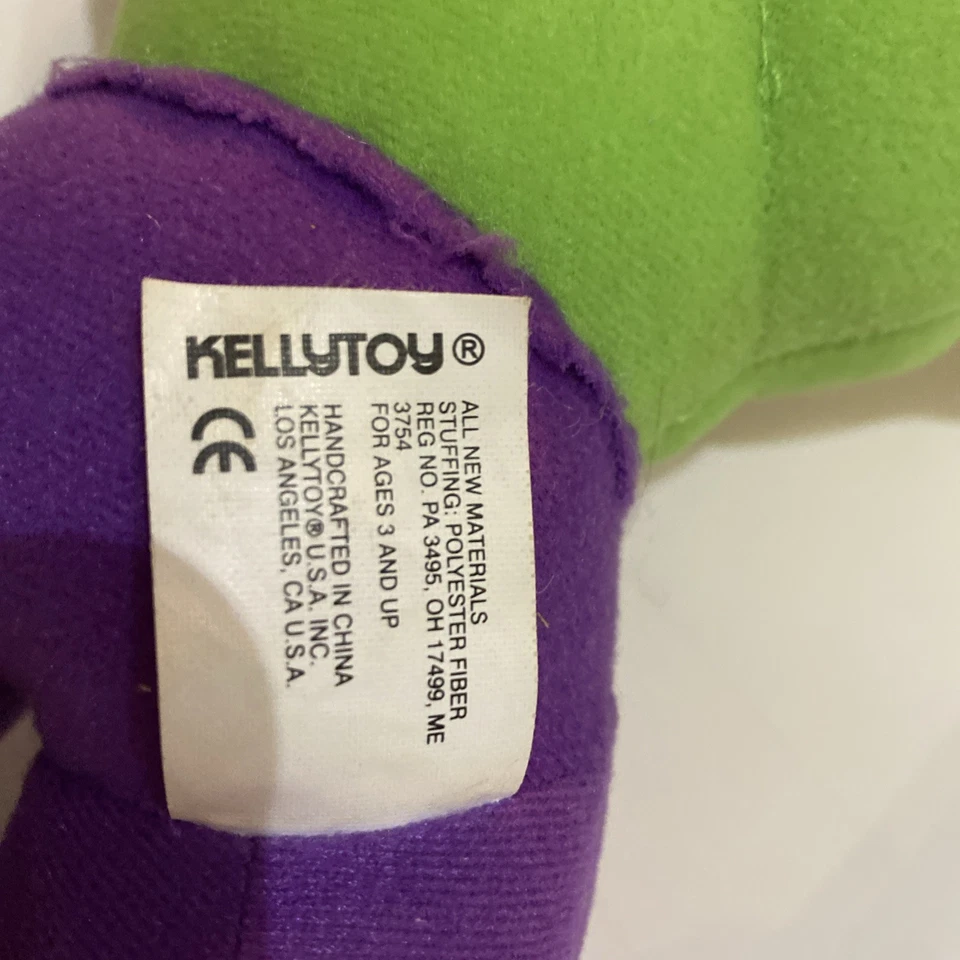 KELLYTOY®
ALL NEW MATERIALS
STUFFING: POLYESTER FIBER
REG NO. PA 3495, OH 17499, ME
3754
FOR AGES 3 AND UP
HANDCRAFTED IN CHINA
KELLYTOY® U.S.A. INC.
LOS ANGELES, CA U.S.A.
CE